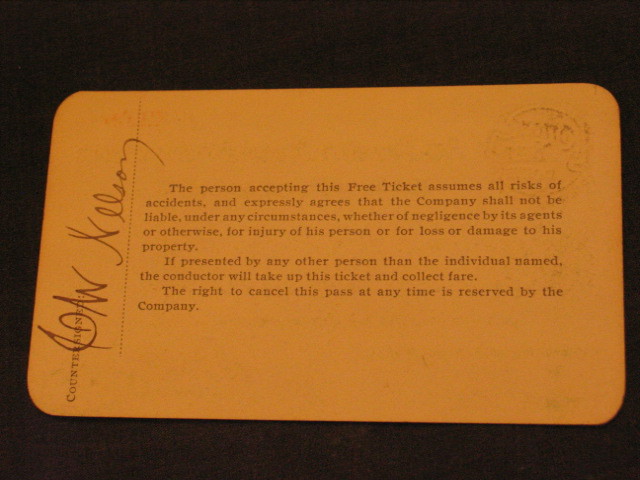 The person accepting this Free Ticket assumes all risks of
accidents, and expressly agrees that the Company shall not be
liable, under any circumstances, whether of negligence by its agents
or otherwise, for injury of his person or for loss or damage to his
property.
If presented by any other person than the individual named,
the conductor will take up this ticket and collect fare.
The right to cancel this pass at any time is reserved by the
Company.
COUNTERSIGNED:
Nelson